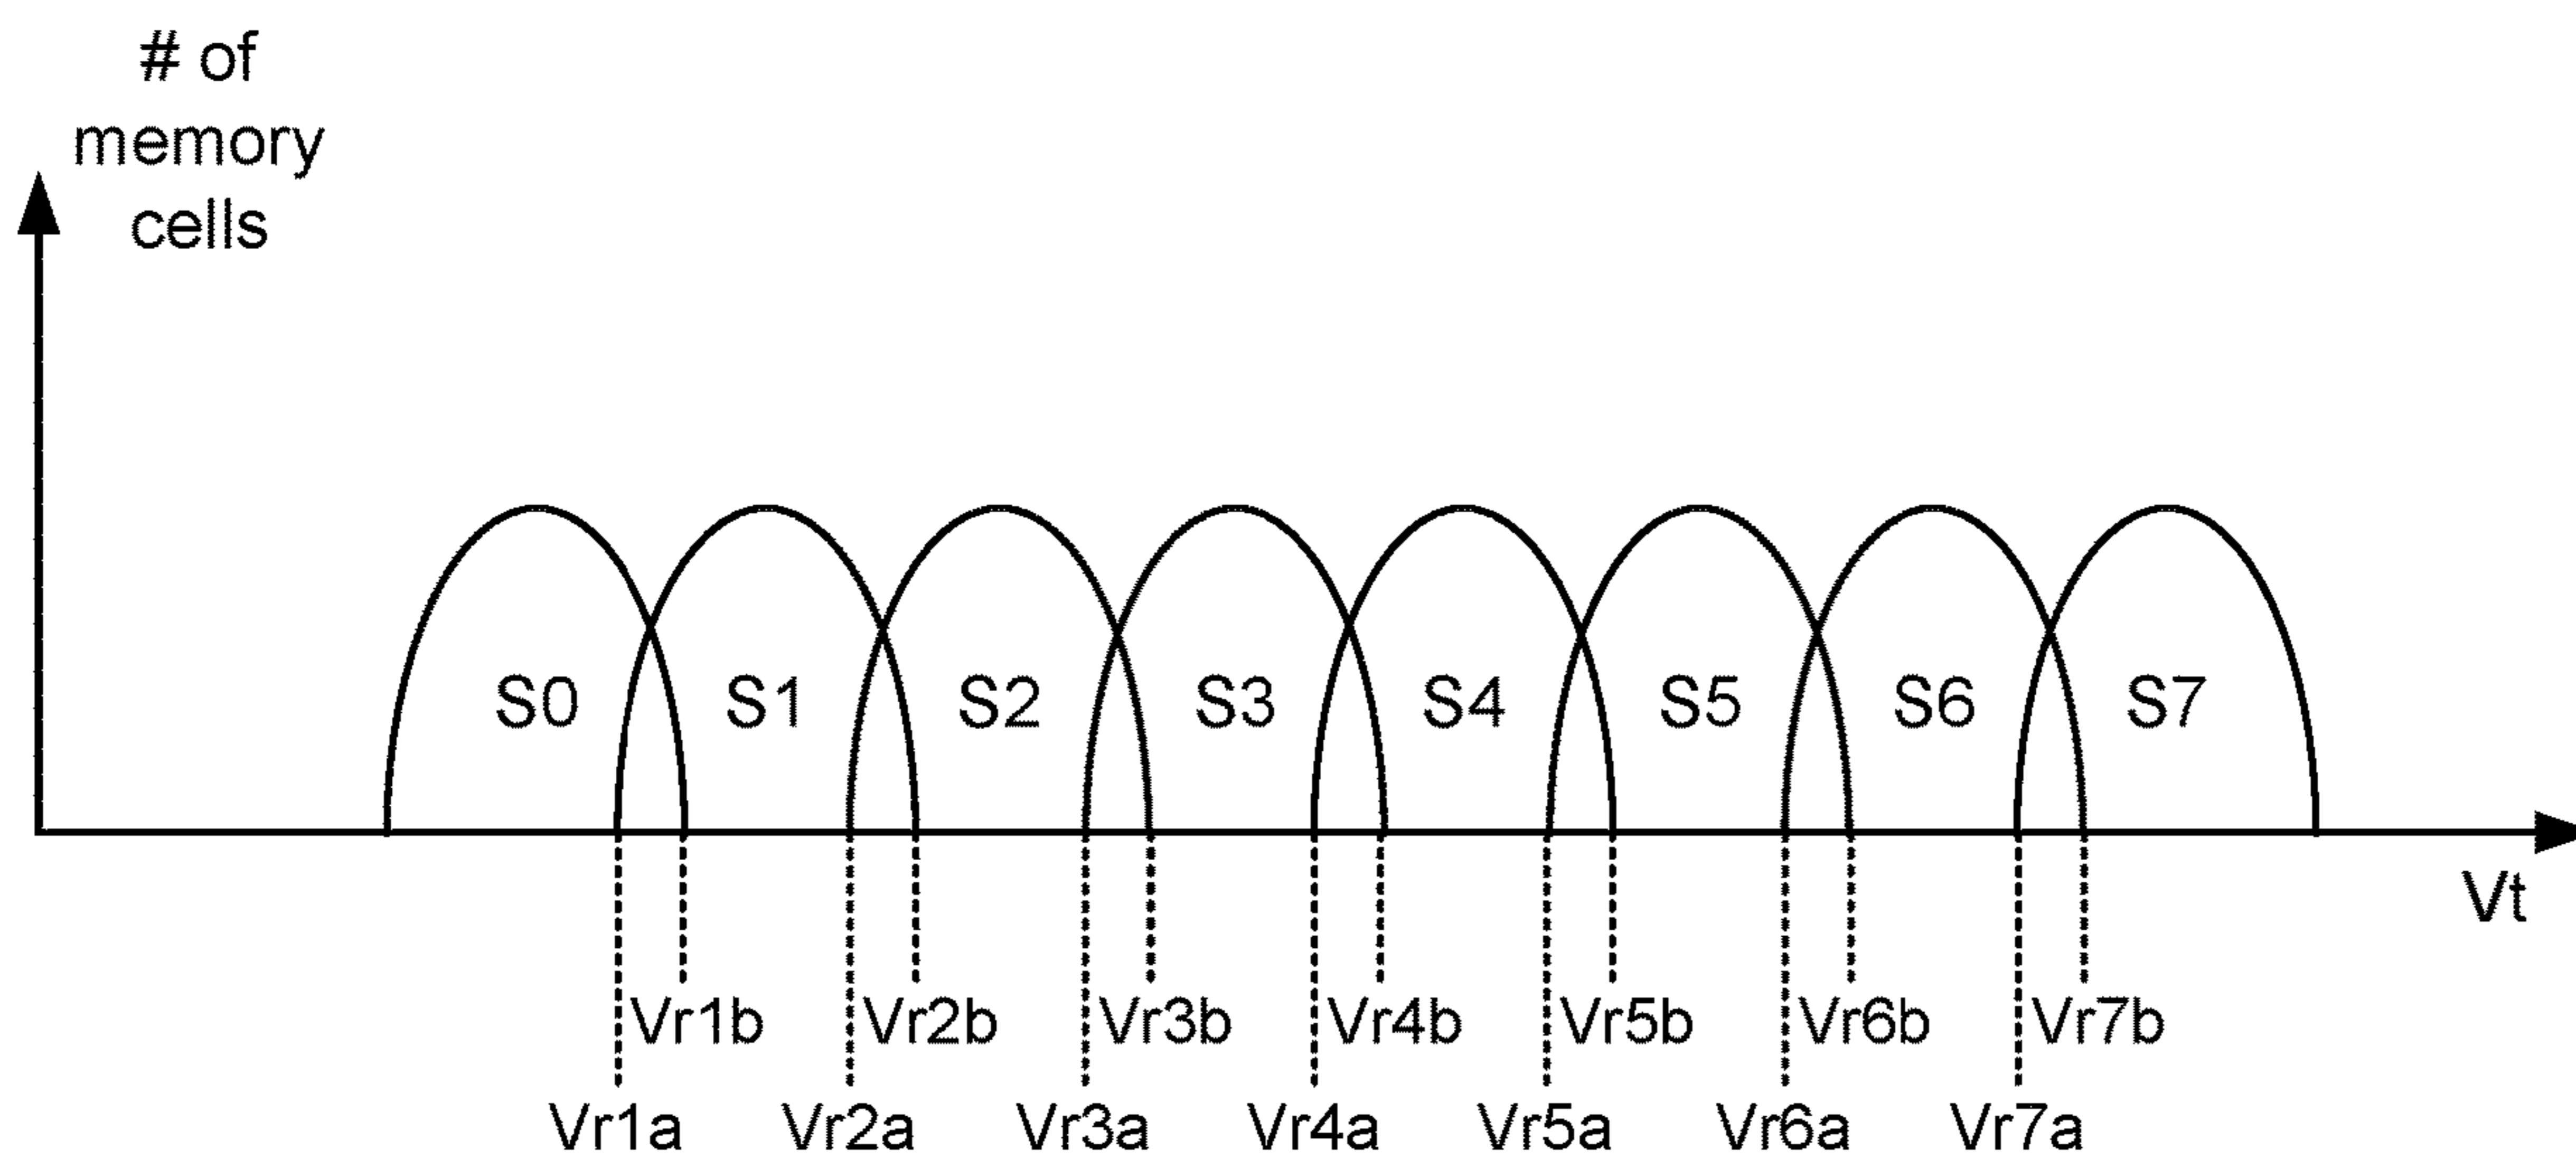 # of
memory
cells
S0 S1 S2 S3 S4 S5 S6 S7
Vt
Vr1b Vr2b Vr3b Vr4b Vr5b Vr6b Vr7b
Vr1a Vr2a Vr3a Vr4a Vr5a Vr6a Vr7a